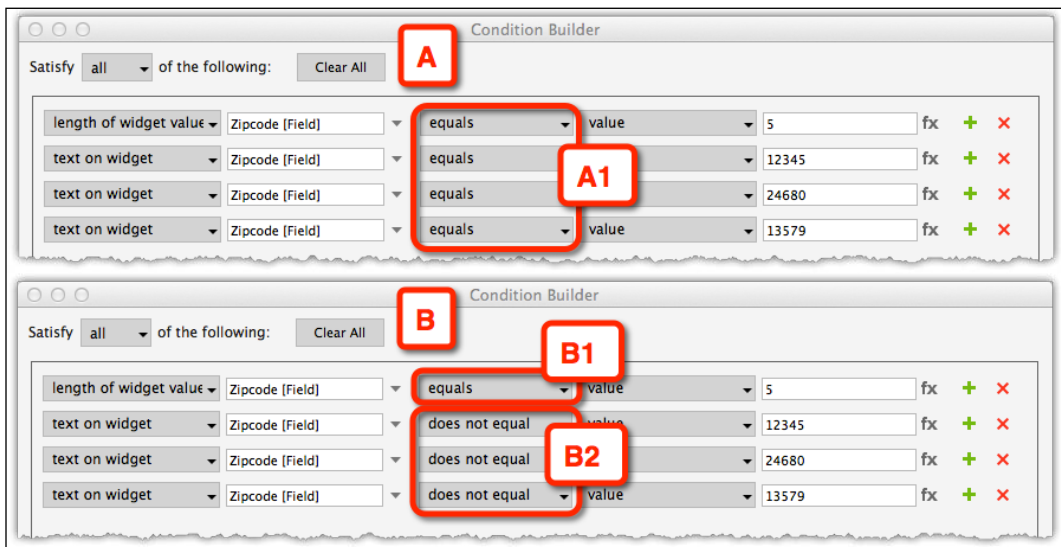 Condition Builder
A
Satisfy all of the following: Clear All
length of widget value Zipcode [Field] equals value 5 fx
text on widget Zipcode [Field] equals 12345 fx
A1
text on widget Zipcode [Field] equals 24680 fx
text on widget Zipcode [Field] equals value 13579 fx
Condition Builder
B
Satisfy all of the following: Clear All
B1
length of widget value Zipcode [Field] equals value 5 fx
text on widget Zipcode [Field] does not equal value 12345 fx
B2
text on widget Zipcode [Field] does not equal 24680 fx
text on widget Zipcode [Field] does not equal value 13579 fx